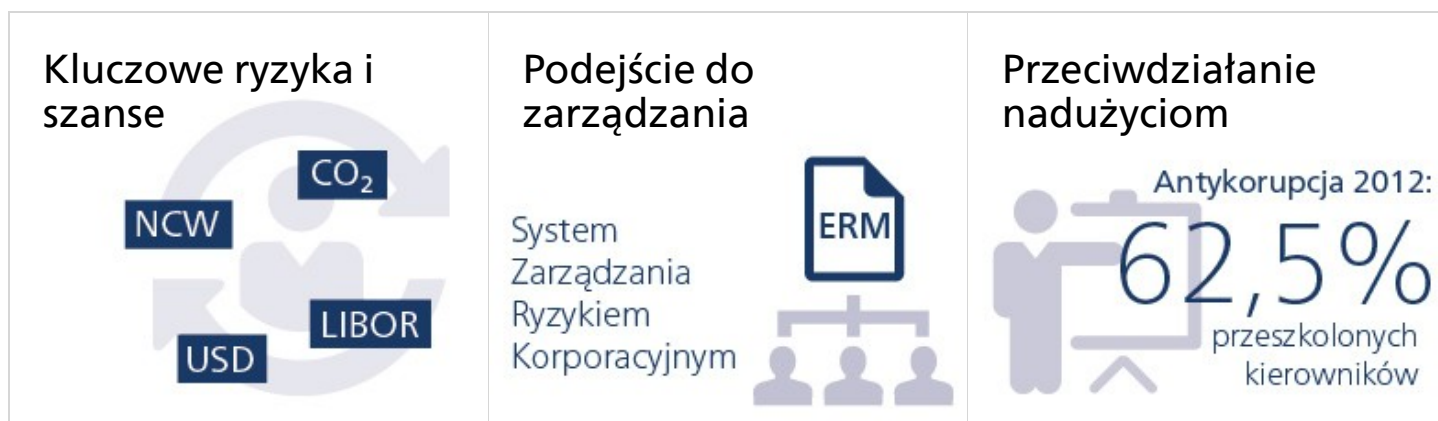 Kluczowe ryzyka i
szanse
CO₂
NCW
LIBOR
USD
Podejście do
zarządzania
ERM
System
Zarządzania
Ryzykiem
Korporacyjnym
Przeciwdziałanie
nadużyciom
Antykorupcja 2012:
62,5%
przeszkolonych
kierowników